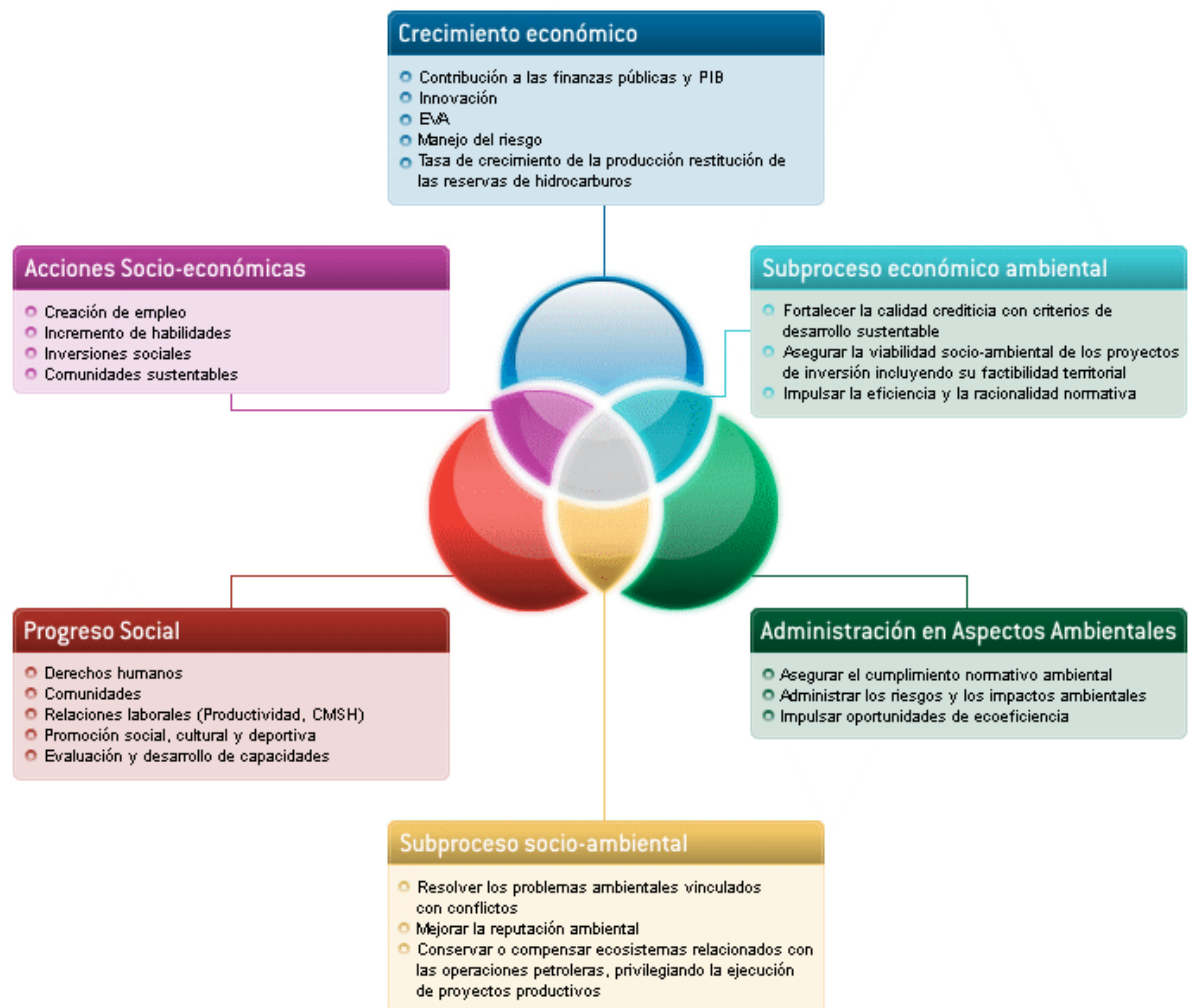 Crecimiento económico
Contribución a las finanzas públicas y PIB
Innovación
EVA
Manejo del riesgo
Tasa de crecimiento de la producción restitución de
las reservas de hidrocarburos
Acciones Socio-económicas
Creación de empleo
Incremento de habilidades
Inversiones sociales
Comunidades sustentables
Subproceso económico ambiental
Fortalecer la calidad crediticia con criterios de
desarrollo sustentable
Asegurar la viabilidad socio-ambiental de los proyectos
de inversión incluyendo su factibilidad territorial
Impulsar la eficiencia y la racionalidad normativa
Progreso Social
Derechos humanos
Comunidades
Relaciones laborales (Productividad, CMSH)
Promoción social, cultural y deportiva
Evaluación y desarrollo de capacidades
Administración en Aspectos Ambientales
Asegurar el cumplimiento normativo ambiental
Administrar los riesgos y los impactos ambientales
Impulsar oportunidades de ecoeficiencia
Subproceso socio-ambiental
Resolver los problemas ambientales vinculados
con conflictos
Mejorar la reputación ambiental
Conservar o compensar ecosistemas relacionados con
las operaciones petroleras, privilegiando la ejecución
de proyectos productivos